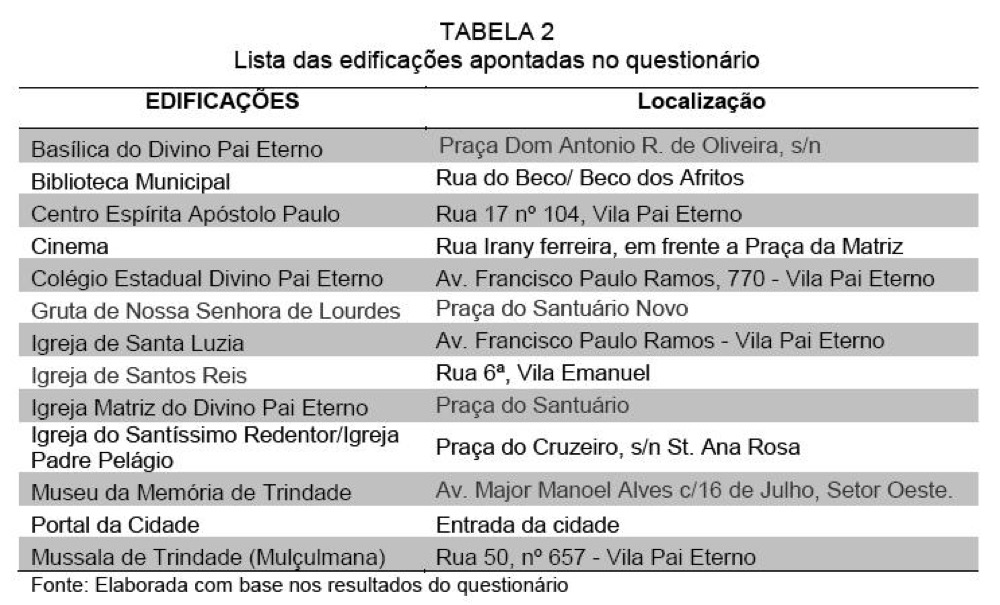 TABELA 2
Lista das edificações apontadas no questionário
EDIFICAÇÕES Localização
Basílica do Divino Pai Eterno Praça Dom Antonio R. de Oliveira, s/n
Biblioteca Municipal Rua do Beco/ Beco dos Afritos
Centro Espírita Apóstolo Paulo Rua 17 nº 104, Vila Pai Eterno
Cinema Rua Irany ferreira, em frente a Praça da Matriz
Colégio Estadual Divino Pai Eterno Av. Francisco Paulo Ramos, 770 - Vila Pai Eterno
Gruta de Nossa Senhora de Lourdes Praça do Santuário Novo
Igreja de Santa Luzia Av. Francisco Paulo Ramos - Vila Pai Eterno
Igreja de Santos Reis Rua 6ª, Vila Emanuel
Igreja Matriz do Divino Pai Eterno Praça do Santuário
Igreja do Santíssimo Redentor/Igreja
Padre Pelágio Praça do Cruzeiro, s/n St. Ana Rosa
Museu da Memória de Trindade Av. Major Manoel Alves c/16 de Julho, Setor Oeste.
Portal da Cidade Entrada da cidade
Mussala de Trindade (Mulçulmana) Rua 50, nº 657 - Vila Pai Eterno
Fonte: Elaborada com base nos resultados do questionário